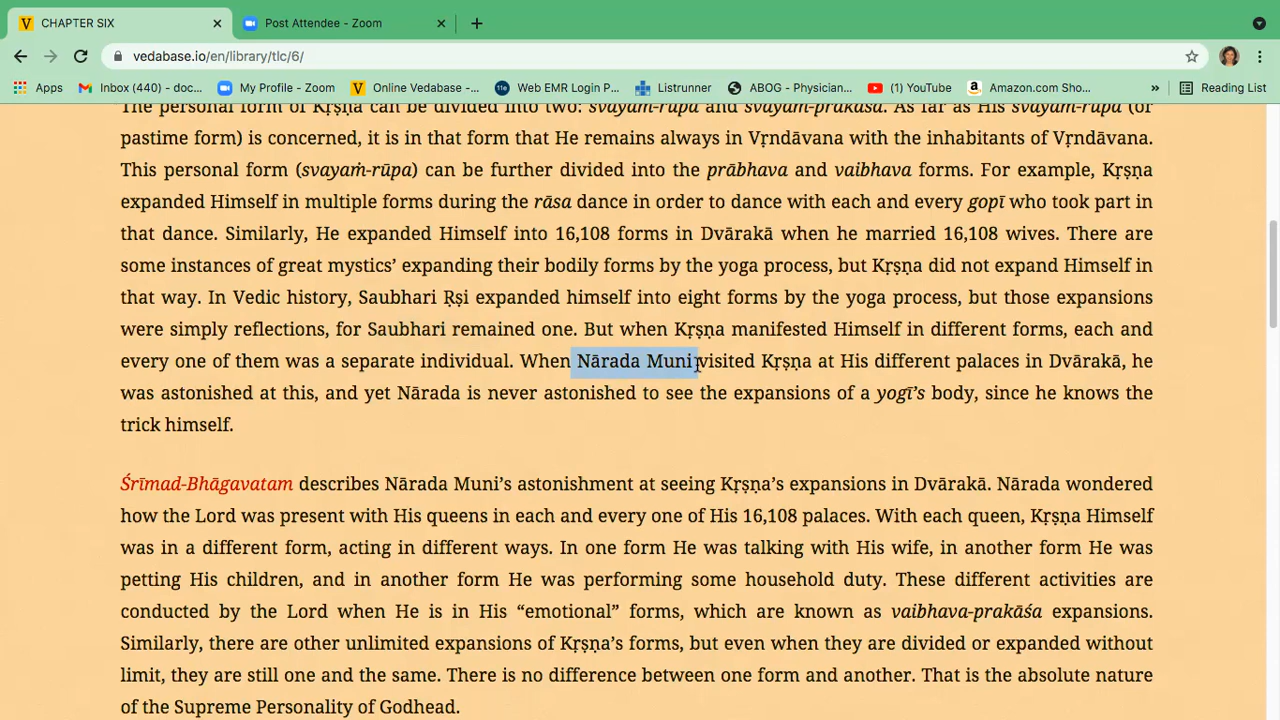 CHAPTER SIX
Post Attendee - Zoom
vedabase.io/en/library/tlc/6/
Apps Inbox (440) - doc... My Profile - Zoom Online Vedabase -... Web EMR Login P... Listrunner ABOG - Physician... (1) YouTube Amazon.com Sho... » Reading List
The personal form of Kṛṣṇa can be divided into two: svayaṁ-rūpa and svayaṁ-prakāśa. As far as His svayaṁ-rūpa (or
pastime form) is concerned, it is in that form that He remains always in Vṛndāvana with the inhabitants of Vṛndāvana.
This personal form (svayaṁ-rūpa) can be further divided into the prābhava and vaibhava forms. For example, Kṛṣṇa
expanded Himself in multiple forms during the rāsa dance in order to dance with each and every gopī who took part in
that dance. Similarly, He expanded Himself into 16,108 forms in Dvārakā when he married 16,108 wives. There are
some instances of great mystics’ expanding their bodily forms by the yoga process, but Kṛṣṇa did not expand Himself in
that way. In Vedic history, Saubhari Ṛṣi expanded himself into eight forms by the yoga process, but those expansions
were simply reflections, for Saubhari remained one. But when Kṛṣṇa manifested Himself in different forms, each and
every one of them was a separate individual. When Nārada Muni visited Kṛṣṇa at His different palaces in Dvārakā, he
was astonished at this, and yet Nārada is never astonished to see the expansions of a yogī’s body, since he knows the
trick himself.
Śrīmad-Bhāgavatam describes Nārada Muni’s astonishment at seeing Kṛṣṇa’s expansions in Dvārakā. Nārada wondered
how the Lord was present with His queens in each and every one of His 16,108 palaces. With each queen, Kṛṣṇa Himself
was in a different form, acting in different ways. In one form He was talking with His wife, in another form He was
petting His children, and in another form He was performing some household duty. These different activities are
conducted by the Lord when He is in His “emotional” forms, which are known as vaibhava-prakāśa expansions.
Similarly, there are other unlimited expansions of Kṛṣṇa’s forms, but even when they are divided or expanded without
limit, they are still one and the same. There is no difference between one form and another. That is the absolute nature
of the Supreme Personality of Godhead.